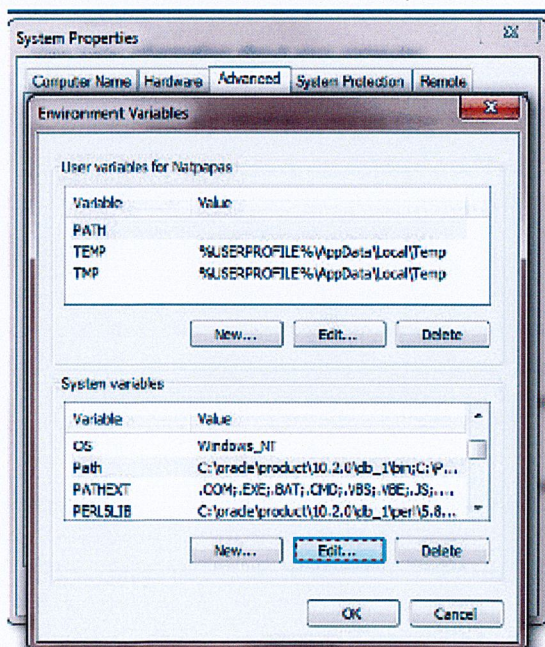 System Properties
Computer Name Hardware Advanced System Protection Remote
Environment Variables
User variables for Natpapas
Variable Value
PATH
TEMP %USERPROFILE%\AppData\Local\Temp
TMP %USERPROFILE%\AppData\Local\Temp
New... Edit... Delete
System variables
Variable Value
OS Windows_NT
Path C:\oracle\product\10.2.0\db_1\bin;C:\P...
PATHEXT .COM;.EXE;.BAT;.CMD;.VBS;.VBE;.JS;....
PERL5LIB C:\oracle\product\10.2.0\db_1\perl\5.8...
New... Edit... Delete
OK Cancel